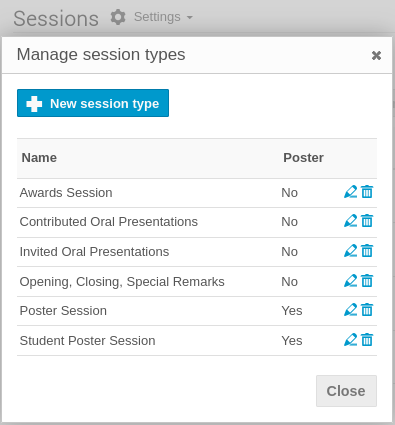 Sessions Settings
Manage session types
New session type
Name Poster
Awards Session No
Contributed Oral Presentations No
Invited Oral Presentations No
Opening, Closing, Special Remarks No
Poster Session Yes
Student Poster Session Yes
Close